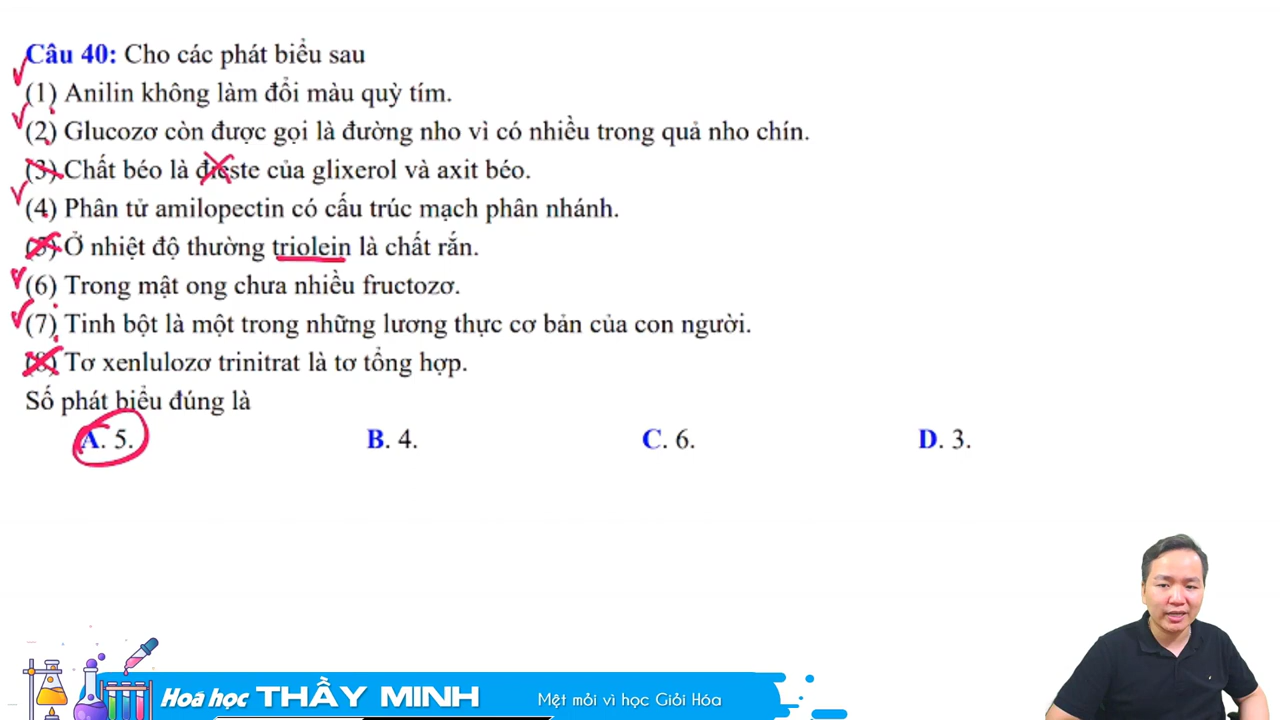 Câu 40: Cho các phát biểu sau
(1) Anilin không làm đổi màu quỳ tím.
(2) Glucozơ còn được gọi là đường nho vì có nhiều trong quả nho chín.
(3) Chất béo là đieste của glixerol và axit béo.
(4) Phân tử amilopectin có cấu trúc mạch phân nhánh.
(5) Ở nhiệt độ thường triolein là chất rắn.
(6) Trong mật ong chưa nhiều fructozơ.
(7) Tinh bột là một trong những lương thực cơ bản của con người.
(8) Tơ xenlulozơ trinitrat là tơ tổng hợp.
Số phát biểu đúng là
A. 5. B. 4. C. 6. D. 3.
Hoá học THẦY MINH Mệt mỏi vì học Giỏi Hóa